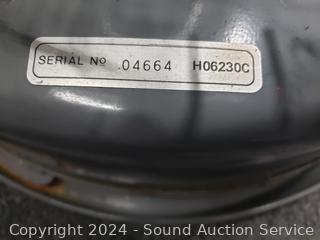 SERIAL Nº .04664 H06230C
Copyright 2024 - Sound Auction Service